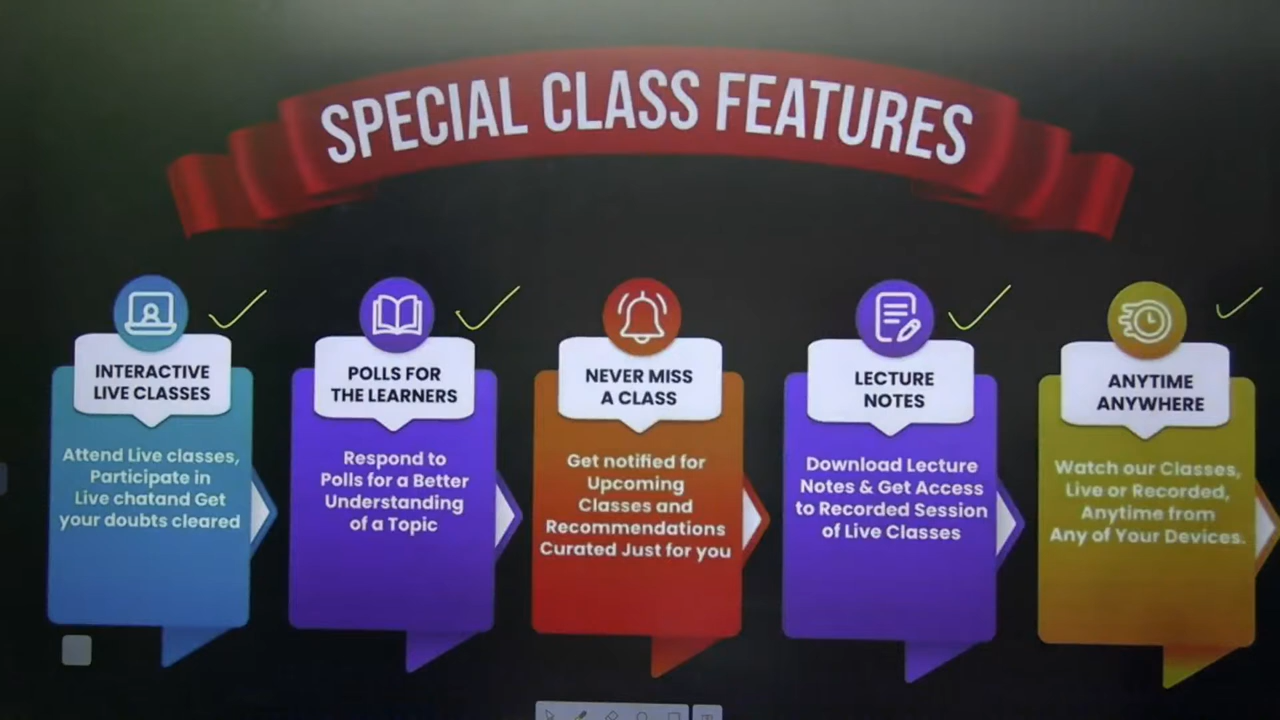 SPECIAL CLASS FEATURES
INTERACTIVE
LIVE CLASSES
Attend Live classes,
Participate in
Live chatand Get
your doubts cleared
POLLS FOR
THE LEARNERS
Respond to
Polls for a Better
Understanding
of a Topic
NEVER MISS
A CLASS
Get notified for
Upcoming
Classes and
Recommendations
Curated Just for you
LECTURE
NOTES
Download Lecture
Notes & Get Access
to Recorded Session
of Live Classes
ANYTIME
ANYWHERE
Watch our Classes,
Live or Recorded,
Anytime from
Any of Your Devices.